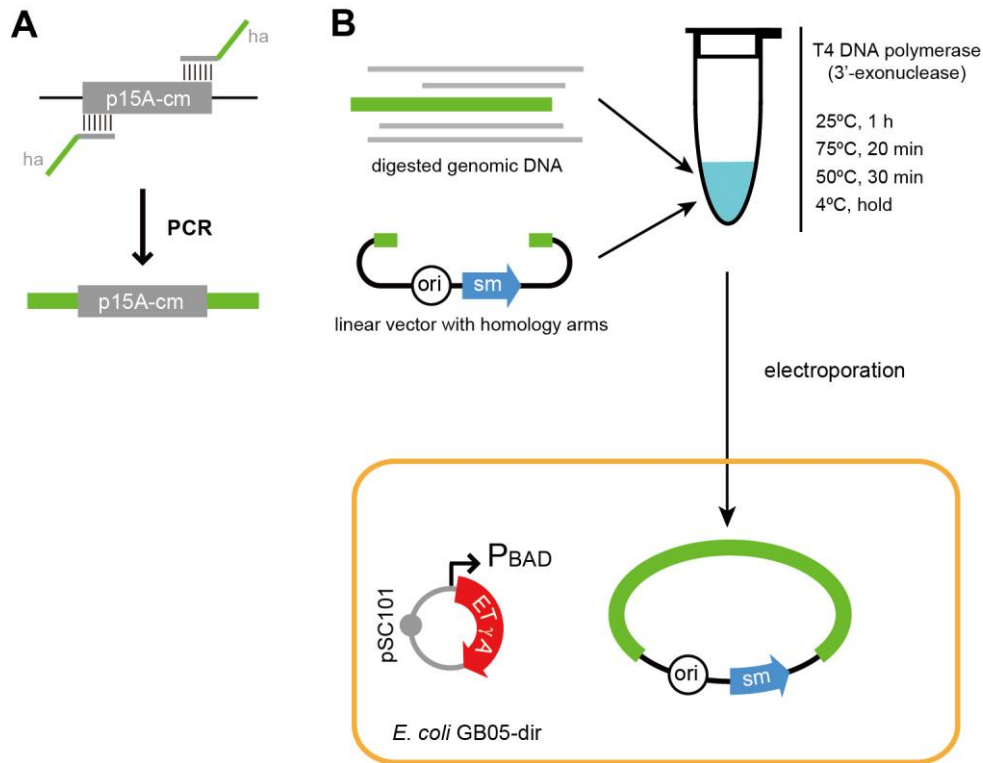 A
ha
p15A-cm
ha
PCR
p15A-cm
B
digested genomic DNA
ori
sm
linear vector with homology arms
T4 DNA polymerase
(3'-exonuclease)
25ºC, 1 h
75ºC, 20 min
50ºC, 30 min
4ºC, hold
electroporation
PBAD
pSC101
ETγA
ori
sm
E. coli GB05-dir